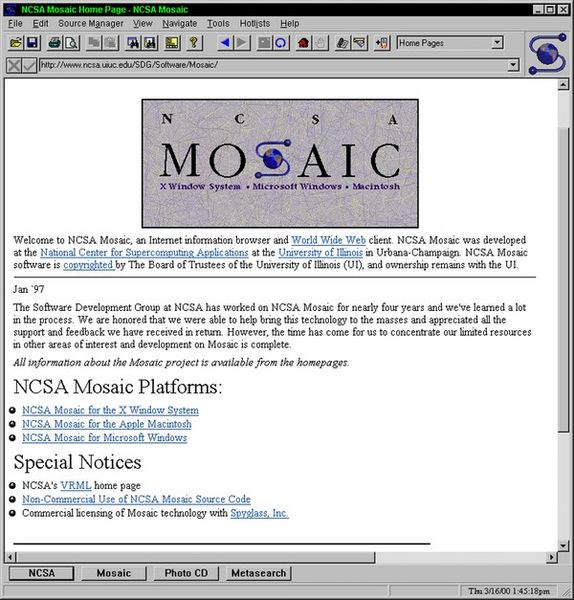 NCSA Mosaic Home Page - NCSA Mosaic
File Edit Source Manager View Navigate Tools Hotlists Help
Home Pages
http://www.ncsa.uiuc.edu/SDG/Software/Mosaic/
N C S A
MOSAIC
X Window System • Microsoft Windows • Macintosh
Welcome to NCSA Mosaic, an Internet information browser and World Wide Web client. NCSA Mosaic was developed
at the National Center for Supercomputing Applications at the University of Illinois in Urbana-Champaign. NCSA Mosaic
software is copyrighted by The Board of Trustees of the University of Illinois (UI), and ownership remains with the UI.
Jan '97
The Software Development Group at NCSA has worked on NCSA Mosaic for nearly four years and we've learned a lot
in the process. We are honored that we were able to help bring this technology to the masses and appreciated all the
support and feedback we have received in return. However, the time has come for us to concentrate our limited resources
in other areas of interest and development on Mosaic is complete.
All information about the Mosaic project is available from the homepages.
NCSA Mosaic Platforms:
NCSA Mosaic for the X Window System
NCSA Mosaic for the Apple Macintosh
NCSA Mosaic for Microsoft Windows
Special Notices
NCSA's VRML home page
Non-Commercial Use of NCSA Mosaic Source Code
Commercial licensing of Mosaic technology with Spyglass, Inc.
NCSA Mosaic Photo CD Metasearch
Thu 3/16/00 1:45:18pm